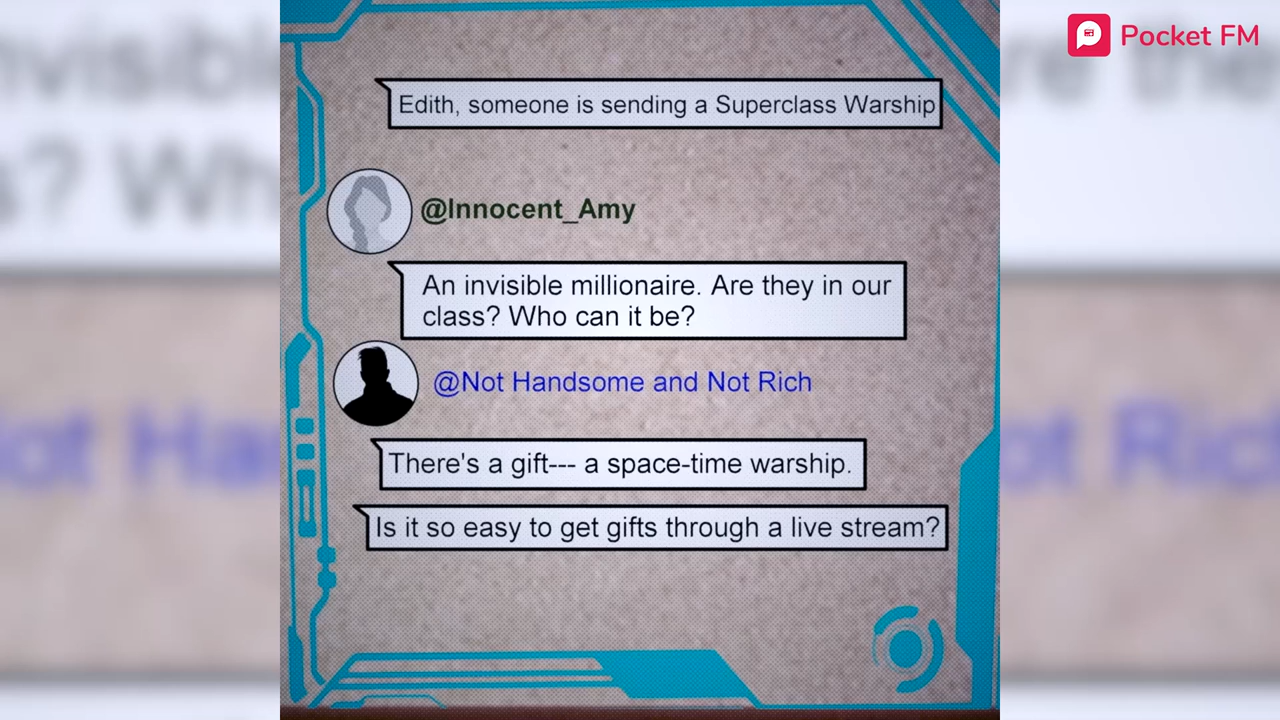 Pocket FM
Edith, someone is sending a Superclass Warship
@Innocent_Amy
An invisible millionaire. Are they in our
class? Who can it be?
@Not Handsome and Not Rich
There's a gift--- a space-time warship.
Is it so easy to get gifts through a live stream?